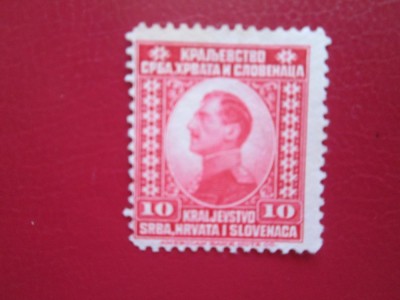 КРАЉЕВСТВО
СРБА, ХРВАТА И СЛОВЕНАЦА
10 10
KRALJEVSTVO
SRBA, HRVATA I SLOVENACA